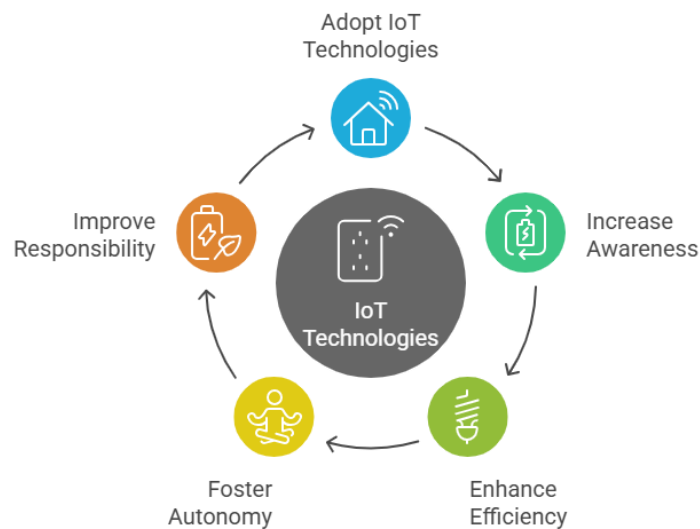 Adopt IoT
Technologies
Increase
Awareness
Enhance
Efficiency
Foster
Autonomy
Improve
Responsibility
IoT
Technologies